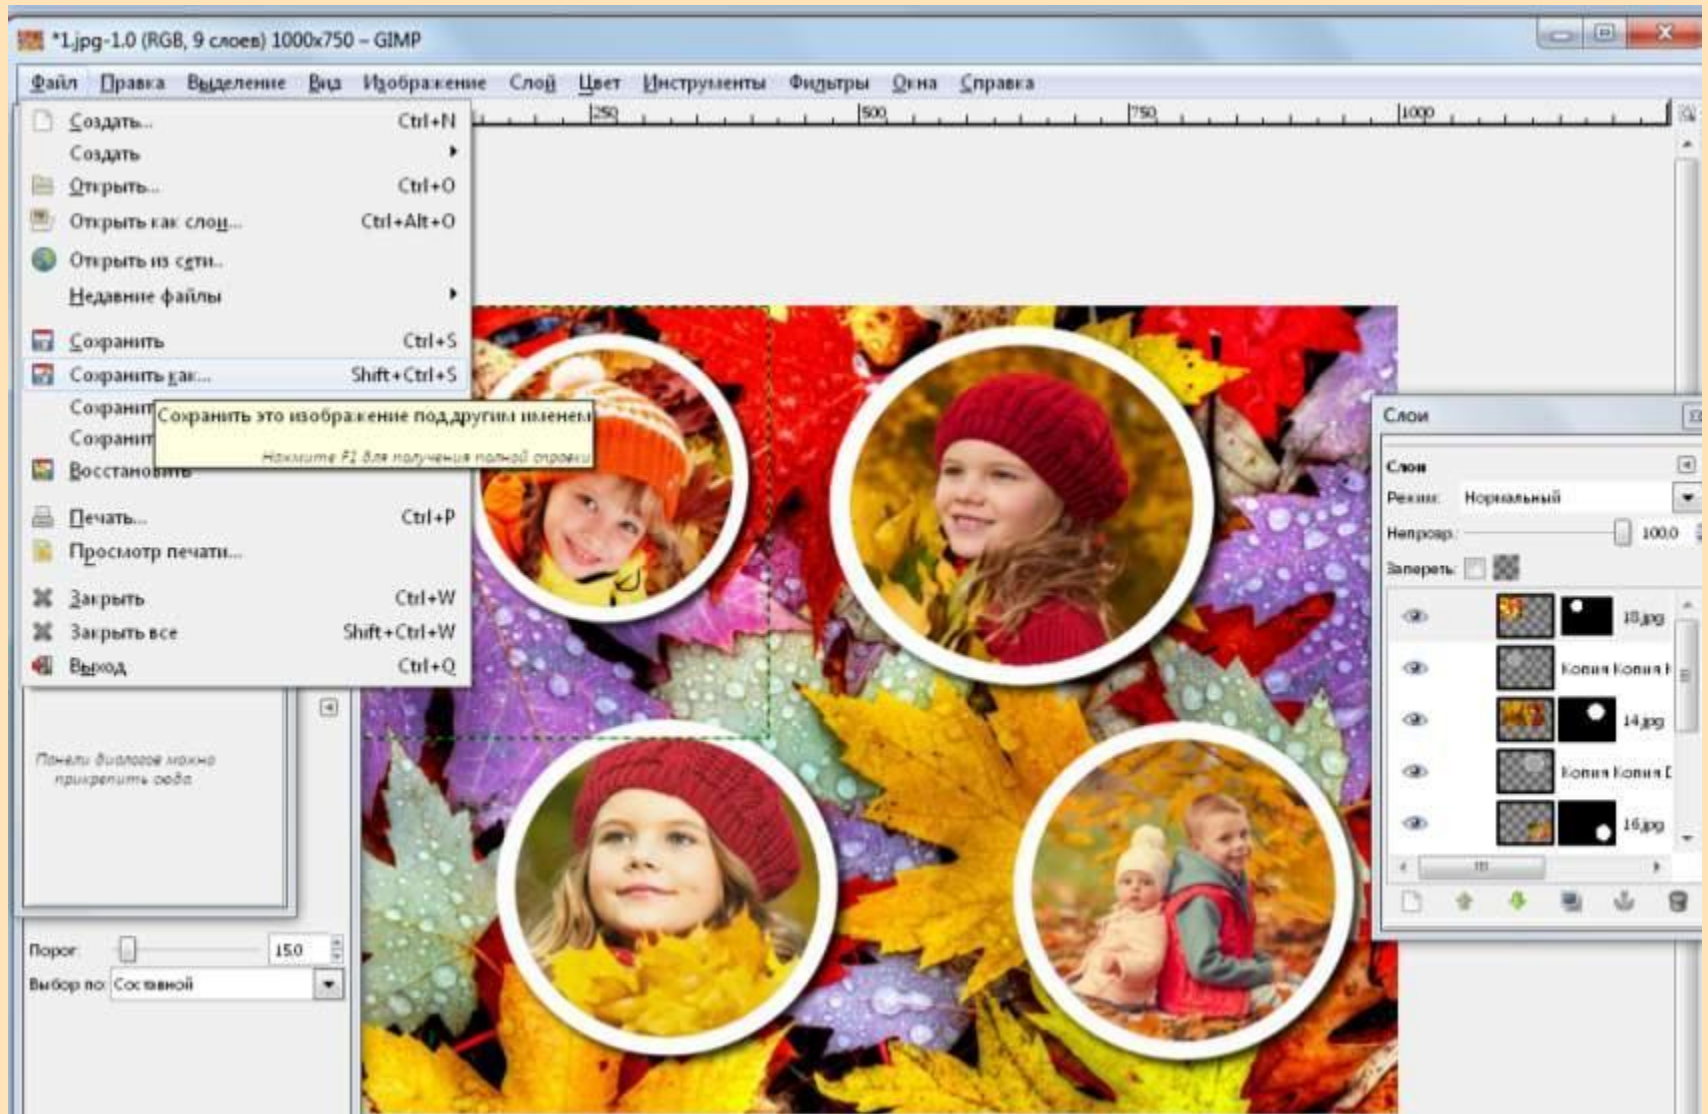 *1.jpg-1.0 (RGB, 9 слоев) 1000x750 – GIMP
Файл Правка Выделение Вид Изображение Слой Цвет Инструменты Фильтры Окна Справка
250 500 750 1000
Создать... Ctrl+N
Создать
Открыть... Ctrl+O
Открыть как слои... Ctrl+Alt+O
Открыть из сети..
Недавние файлы
Сохранить Ctrl+S
Сохранить как... Shift+Ctrl+S
Сохранит
Сохранить это изображение под другим именем
Сохранит
Нажмите F1 для получения полной справки
Восстановить
Печать... Ctrl+P
Просмотр печати...
Закрыть Ctrl+W
Закрыть все Shift+Ctrl+W
Выход Ctrl+Q
Панели диалогов можно
прикрепить сюда
Порог: 15.0
Выбор по: Составной
Слои
Слои
Режим: Нормальный
Непрозр.: 100,0
Запереть:
18.jpg
Копия Копия
14.jpg
Копия Копия
16.jpg